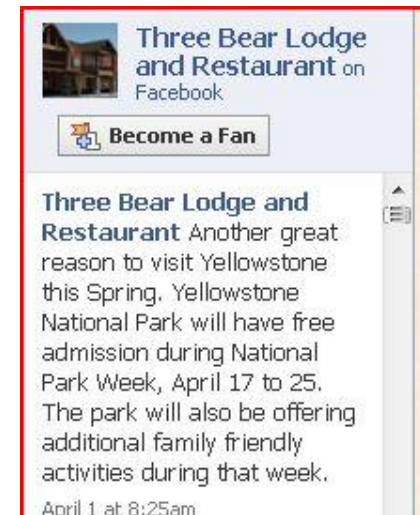 Three Bear Lodge
and Restaurant on
Facebook
Become a Fan
Three Bear Lodge and
Restaurant Another great
reason to visit Yellowstone
this Spring. Yellowstone
National Park will have free
admission during National
Park Week, April 17 to 25.
The park will also be offering
additional family friendly
activities during that week.
April 1 at 8:25am